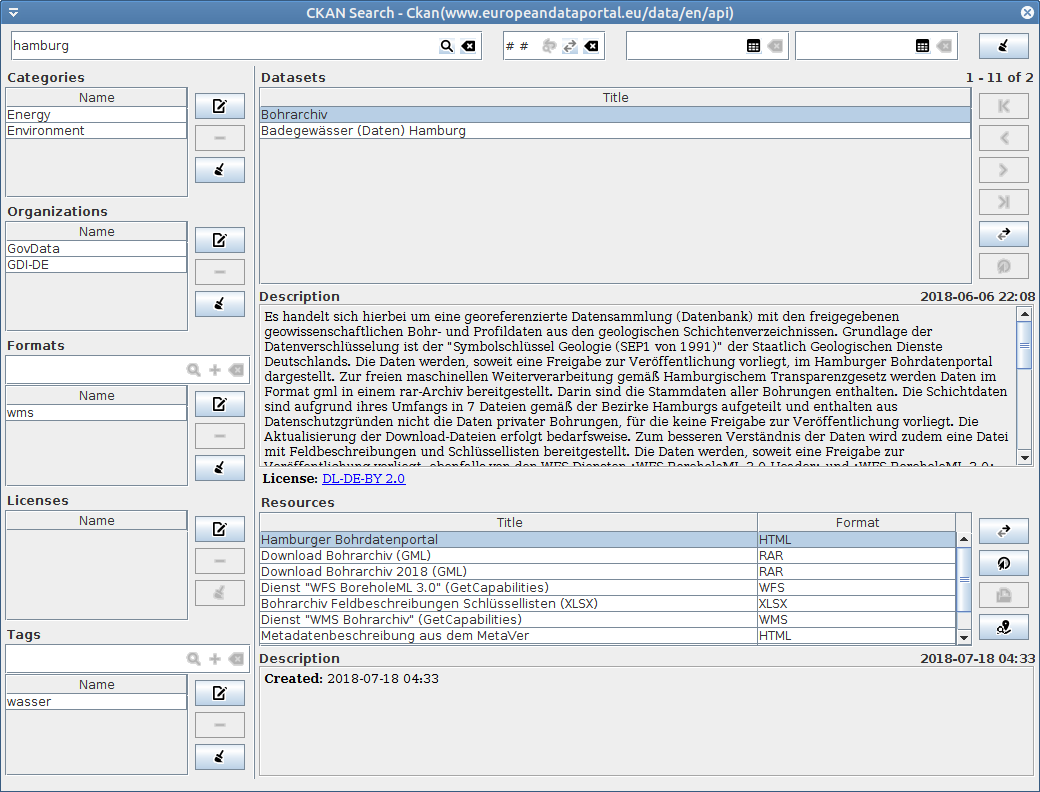 CKAN Search - Ckan(www.europeandataportal.eu/data/en/api)
hamburg
# #
Categories
Name
Energy
Environment
Organizations
Name
GovData
GDI-DE
Formats
Name
wms
Licenses
Name
Tags
Name
wasser
Datasets
1 - 11 of 2
Title
Bohrarchiv
Badegewässer (Daten) Hamburg
Description
2018-06-06 22:08
Es handelt sich hierbei um eine georeferenzierte Datensammlung (Datenbank) mit den freigegebenen
geowissenschaftlichen Bohr- und Profildaten aus den geologischen Schichtenverzeichnissen. Grundlage der
Datenverschlüsselung ist der "Symbolschlüssel Geologie (SEP1 von 1991)" der Staatlich Geologischen Dienste
Deutschlands. Die Daten werden, soweit eine Freigabe zur Veröffentlichung vorliegt, im Hamburger Bohrdatenportal
dargestellt. Zur freien maschinellen Weiterverarbeitung gemäß Hamburgischem Transparenzgesetz werden Daten im
Format gml in einem rar-Archiv bereitgestellt. Darin sind die Stammdaten aller Bohrungen enthalten. Die Schichtdaten
sind aufgrund ihres Umfangs in 7 Dateien gemäß der Bezirke Hamburgs aufgeteilt und enthalten aus
Datenschutzgründen nicht die Daten privater Bohrungen, für die keine Freigabe zur Veröffentlichung vorliegt. Die
Aktualisierung der Download-Dateien erfolgt bedarfsweise. Zum besseren Verständnis der Daten wird zudem eine Datei
mit Feldbeschreibungen und Schlüssellisten bereitgestellt. Die Daten werden, soweit eine Freigabe zur
Veröffentlichung vorliegt, ebenfalls von den WFS Diensten
License: DL-DE-BY 2.0
Resources
Title Format
Hamburger Bohrdatenportal HTML
Download Bohrarchiv (GML) RAR
Download Bohrarchiv 2018 (GML) RAR
Dienst "WFS BoreholeML 3.0" (GetCapabilities) WFS
Bohrarchiv Feldbeschreibungen Schlüssellisten (XLSX) XLSX
Dienst "WMS Bohrarchiv" (GetCapabilities) WMS
Metadatenbeschreibung aus dem MetaVer HTML
Description
2018-07-18 04:33
Created: 2018-07-18 04:33